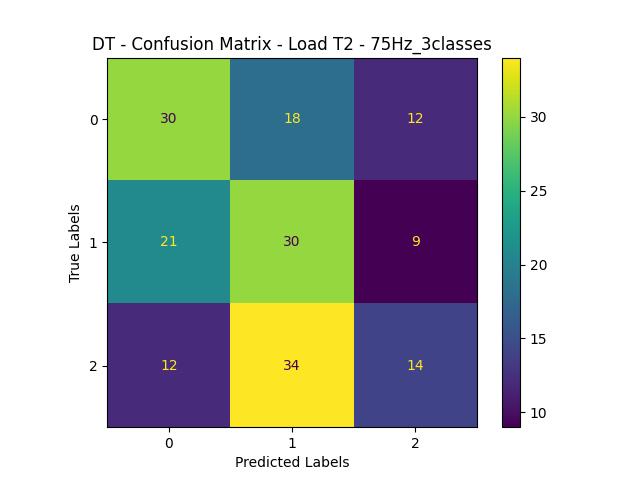 DT - Confusion Matrix - Load T2 - 75Hz_3classes
0 30 18 12
1 21 30 9
2 12 34 14
0 1 2
Predicted Labels
True Labels
30
25
20
15
10